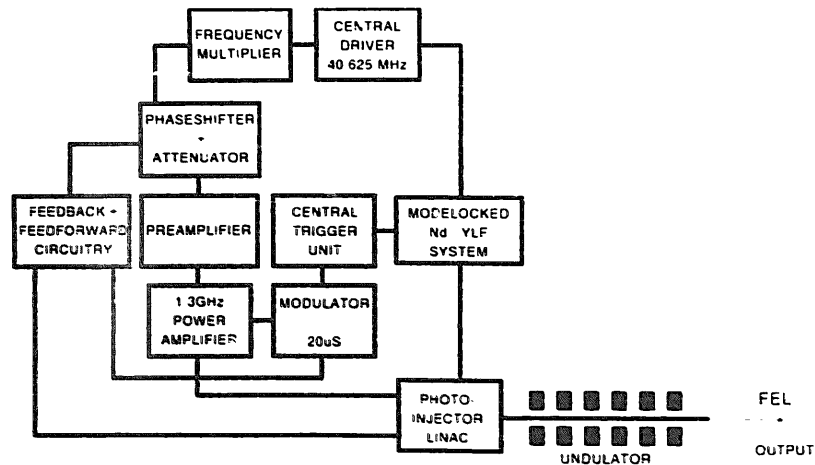 FREQUENCY
MULTIPLIER
CENTRAL
DRIVER
40 625 MHz
PHASESHIFTER
+
ATTENUATOR
FEEDBACK +
FEEDFORWARD
CIRCUITRY
PREAMPLIFIER
CENTRAL
TRIGGER
UNIT
MODELOCKED
Nd YLF
SYSTEM
1 3GHz
POWER
AMPLIFIER
MODULATOR
20uS
PHOTO-
INJECTOR
LINAC
UNDULATOR
FEL
OUTPUT